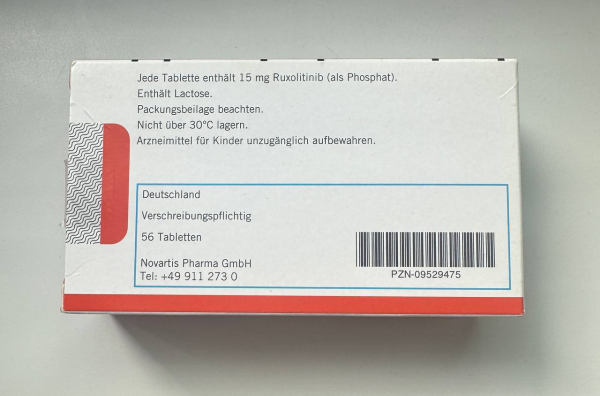 Jede Tablette enthält 15 mg Ruxolitinib (als Phosphat).
Enthält Lactose.
Packungsbeilage beachten.
Nicht über 30°C lagern.
Arzneimittel für Kinder unzugänglich aufbewahren.
Deutschland
Verschreibungspflichtig
56 Tabletten
Novartis Pharma GmbH
Tel: +49 911 273 0
PZN-09529475